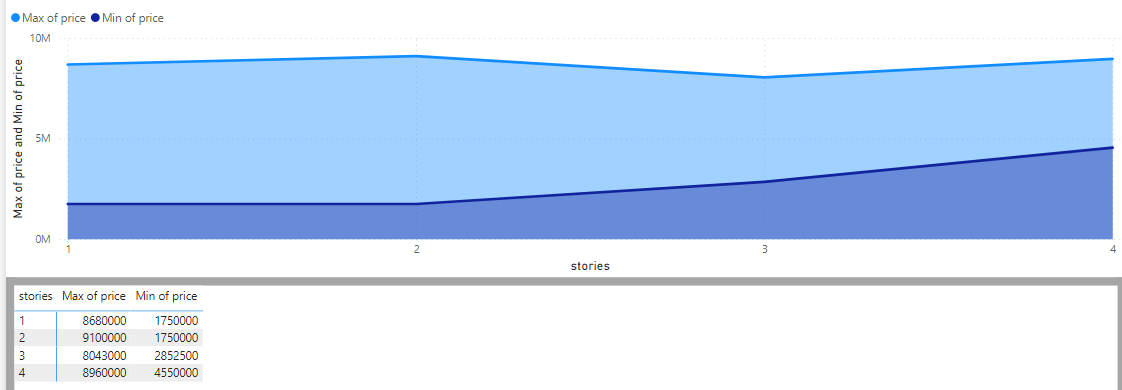 Max of price Min of price
10M
5M
0M
Max of price and Min of price
1 2 3 4
stories
stories Max of price Min of price
1 8680000 1750000
2 9100000 1750000
3 8043000 2852500
4 8960000 4550000